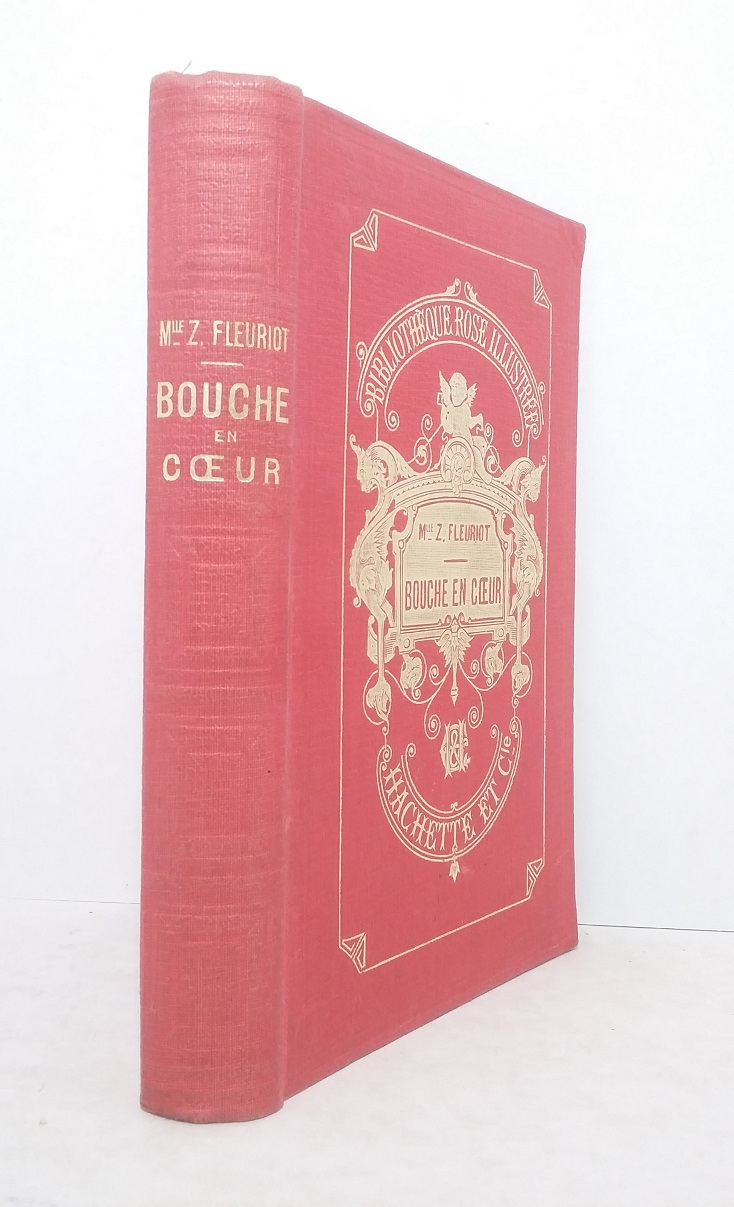 Mlle Z. FLEURIOT
BOUCHE
EN
CŒUR
BIBLIOTHÈQUE ROSE ILLUSTRÉE
Mlle Z. FLEURIOT
BOUCHE EN CŒUR
H&C
HACHETTE ET Cie